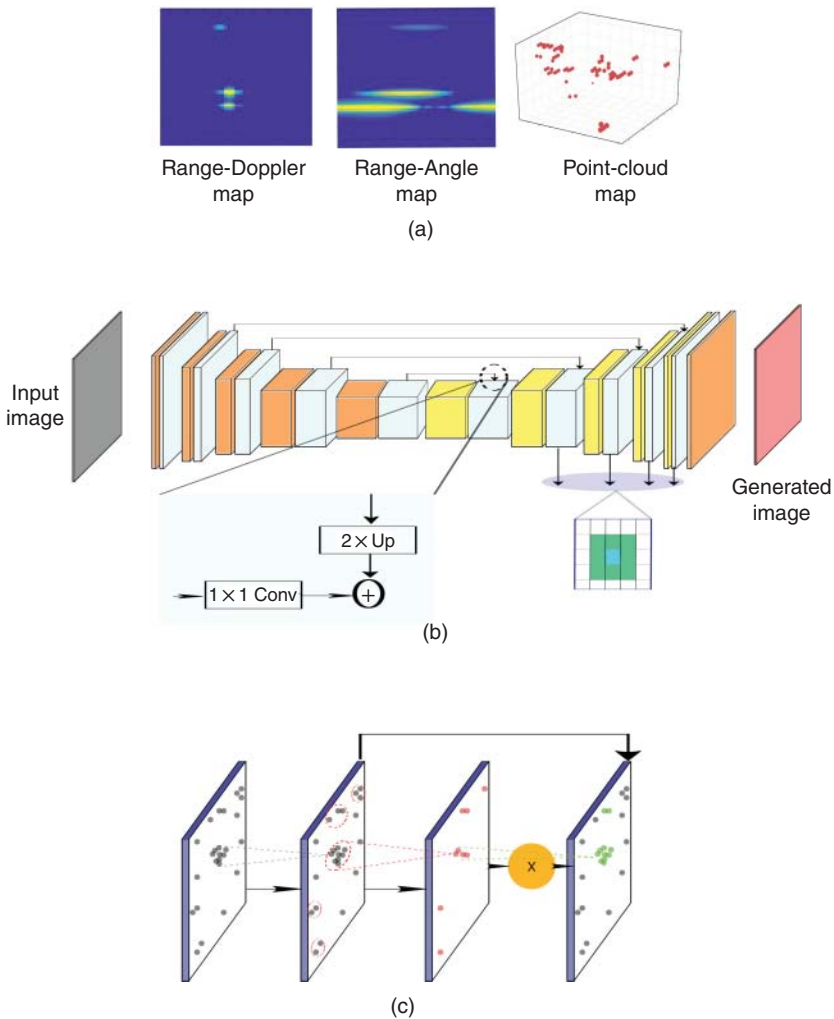 Range-Doppler
map
Range-Angle
map
Point-cloud
map
(a)
Input
image
Generated
image
2 × Up
1 × 1 Conv
+
(b)
x
(c)